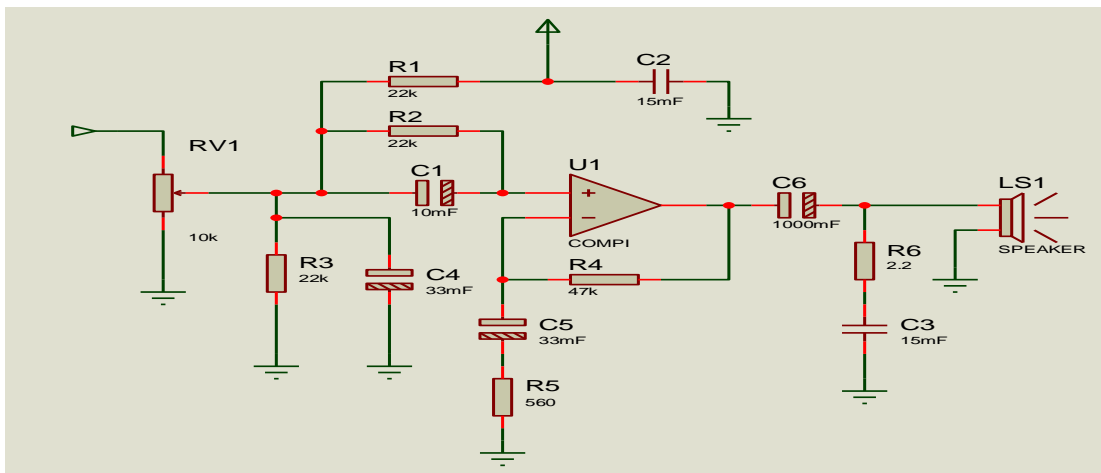 R1
22k
C2
15mF
R2
22k
RV1
10k
C1
10mF
U1
COMPI
C6
1000mF
LS1
SPEAKER
R3
22k
C4
33mF
R4
47k
R6
2.2
C5
33mF
C3
15mF
R5
560